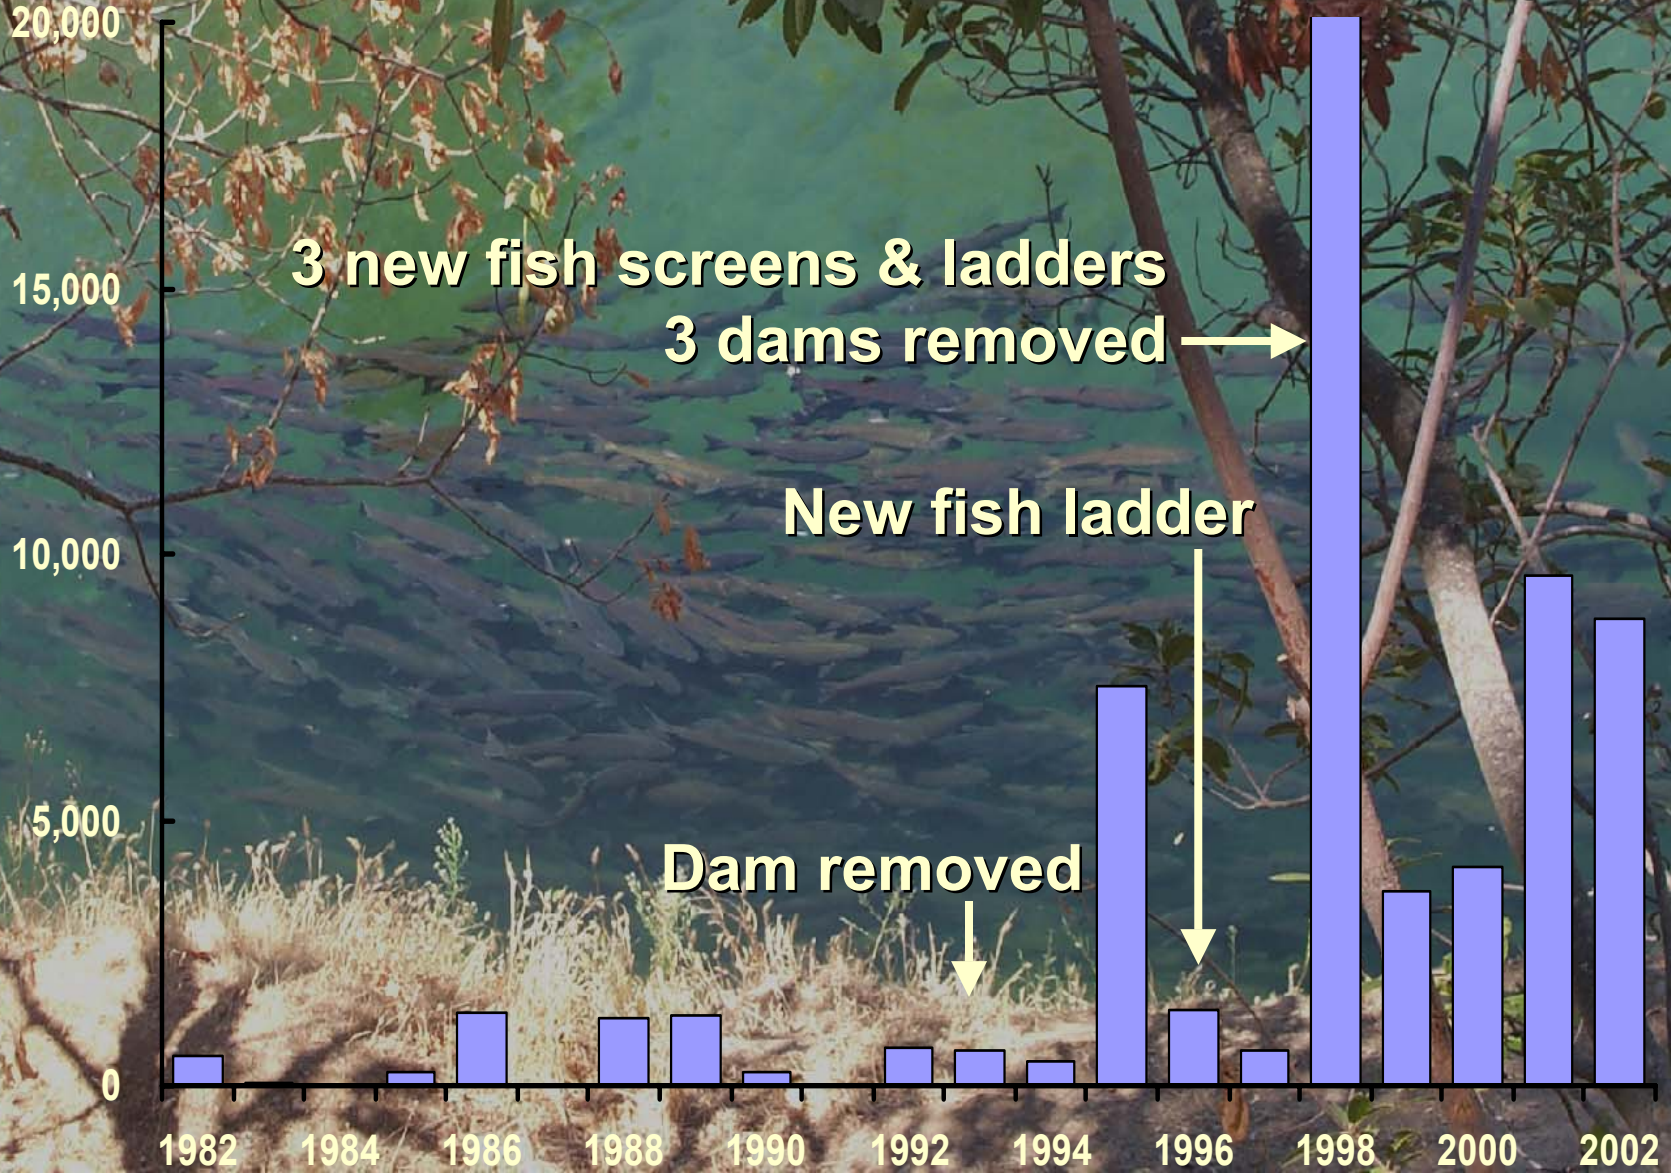 20,000
15,000
10,000
5,000
0
3 new fish screens & ladders
3 dams removed
New fish ladder
Dam removed
1982 1984 1986 1988 1990 1992 1994 1996 1998 2000 2002